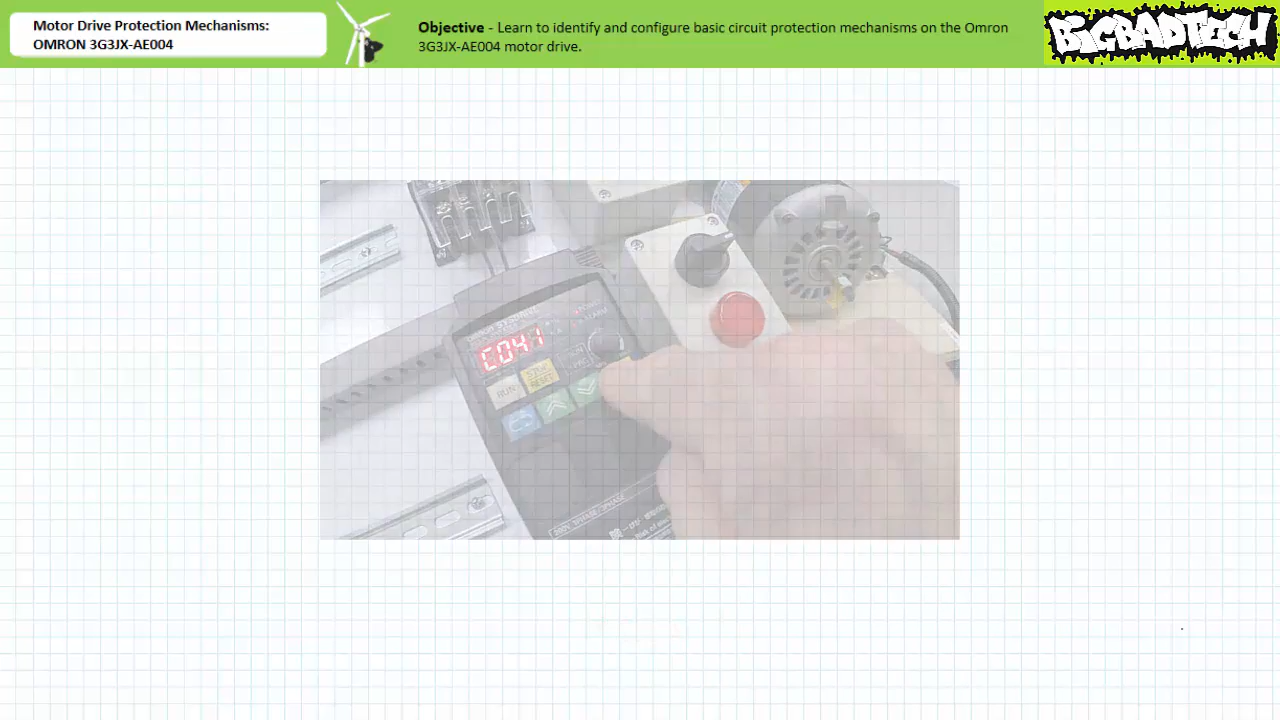 Motor Drive Protection Mechanisms:
OMRON 3G3JX-AE004
Objective - Learn to identify and configure basic circuit protection mechanisms on the Omron
3G3JX-AE004 motor drive.
BIGBADTECH
C041
RUN
STOP
RESET